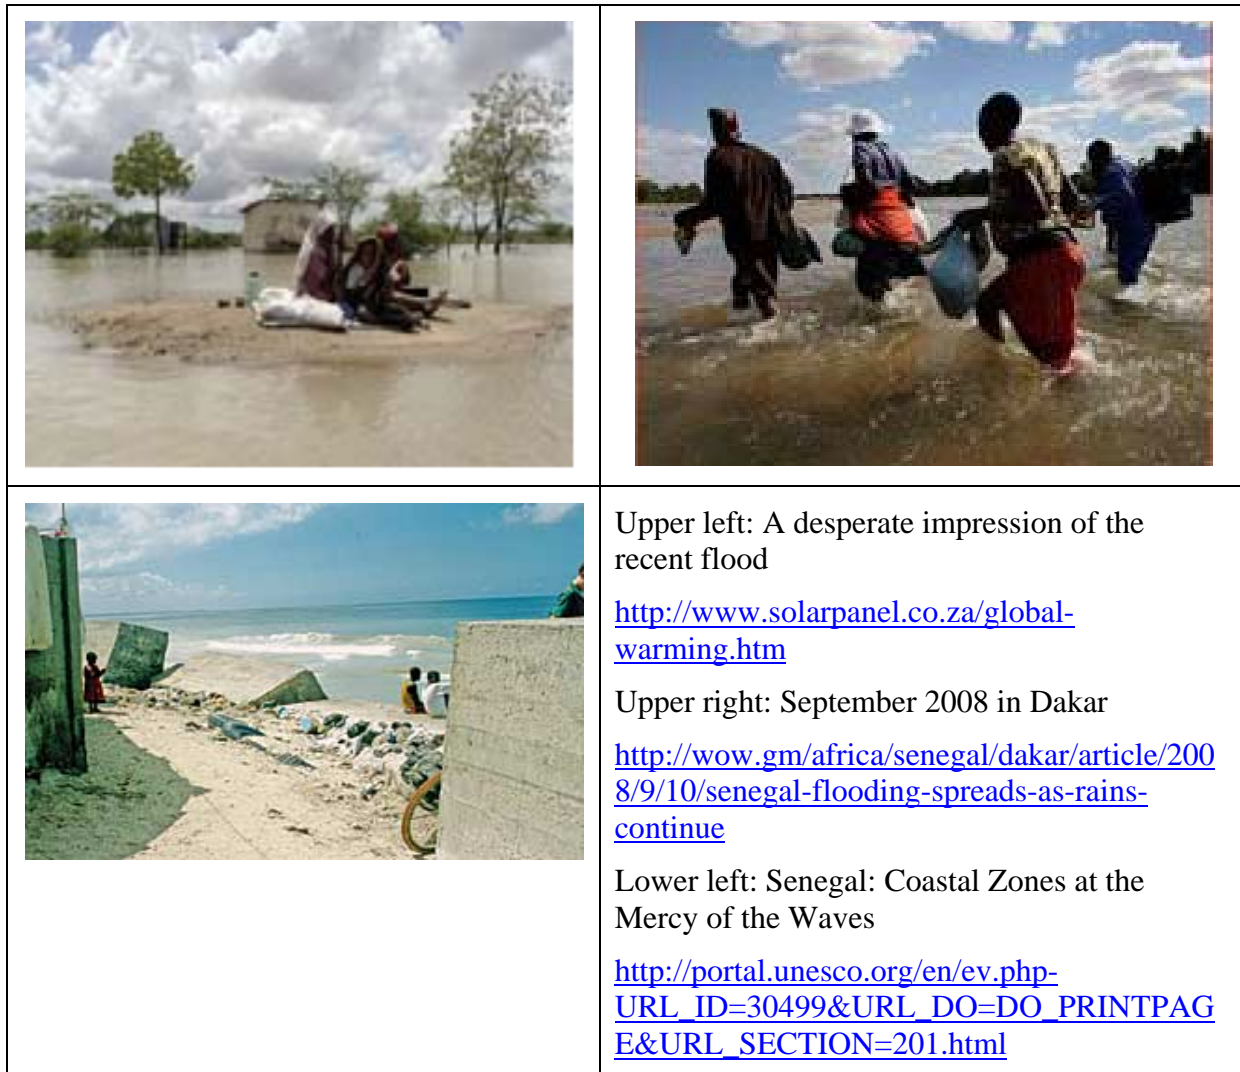 Upper left: A desperate impression of the
recent flood
http://www.solarpanel.co.za/global-
warming.htm
Upper right: September 2008 in Dakar
http://wow.gm/africa/senegal/dakar/article/200
8/9/10/senegal-flooding-spreads-as-rains-
continue
Lower left: Senegal: Coastal Zones at the
Mercy of the Waves
http://portal.unesco.org/en/ev.php-
URL_ID=30499&URL_DO=DO_PRINTPAG
E&URL_SECTION=201.html